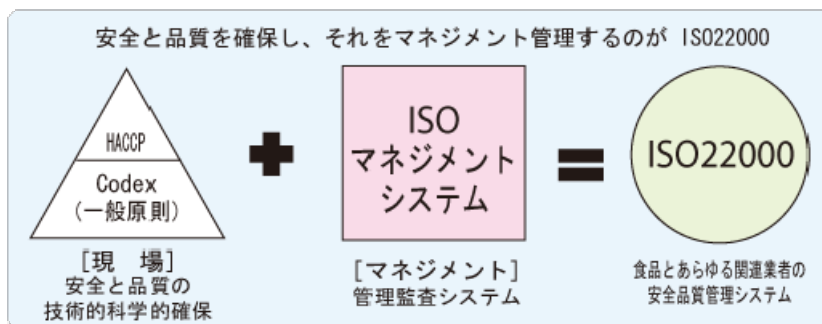 安全と品質を確保し、それをマネジメント管理するのが ISO22000
HACCP
Codex
(一般原則)
[現　場]
安全と品質の
技術的科学的確保
ISO
マネジメント
システム
[マネジメント]
管理監査システム
ISO22000
食品とあらゆる関連業者の
安全品質管理システム